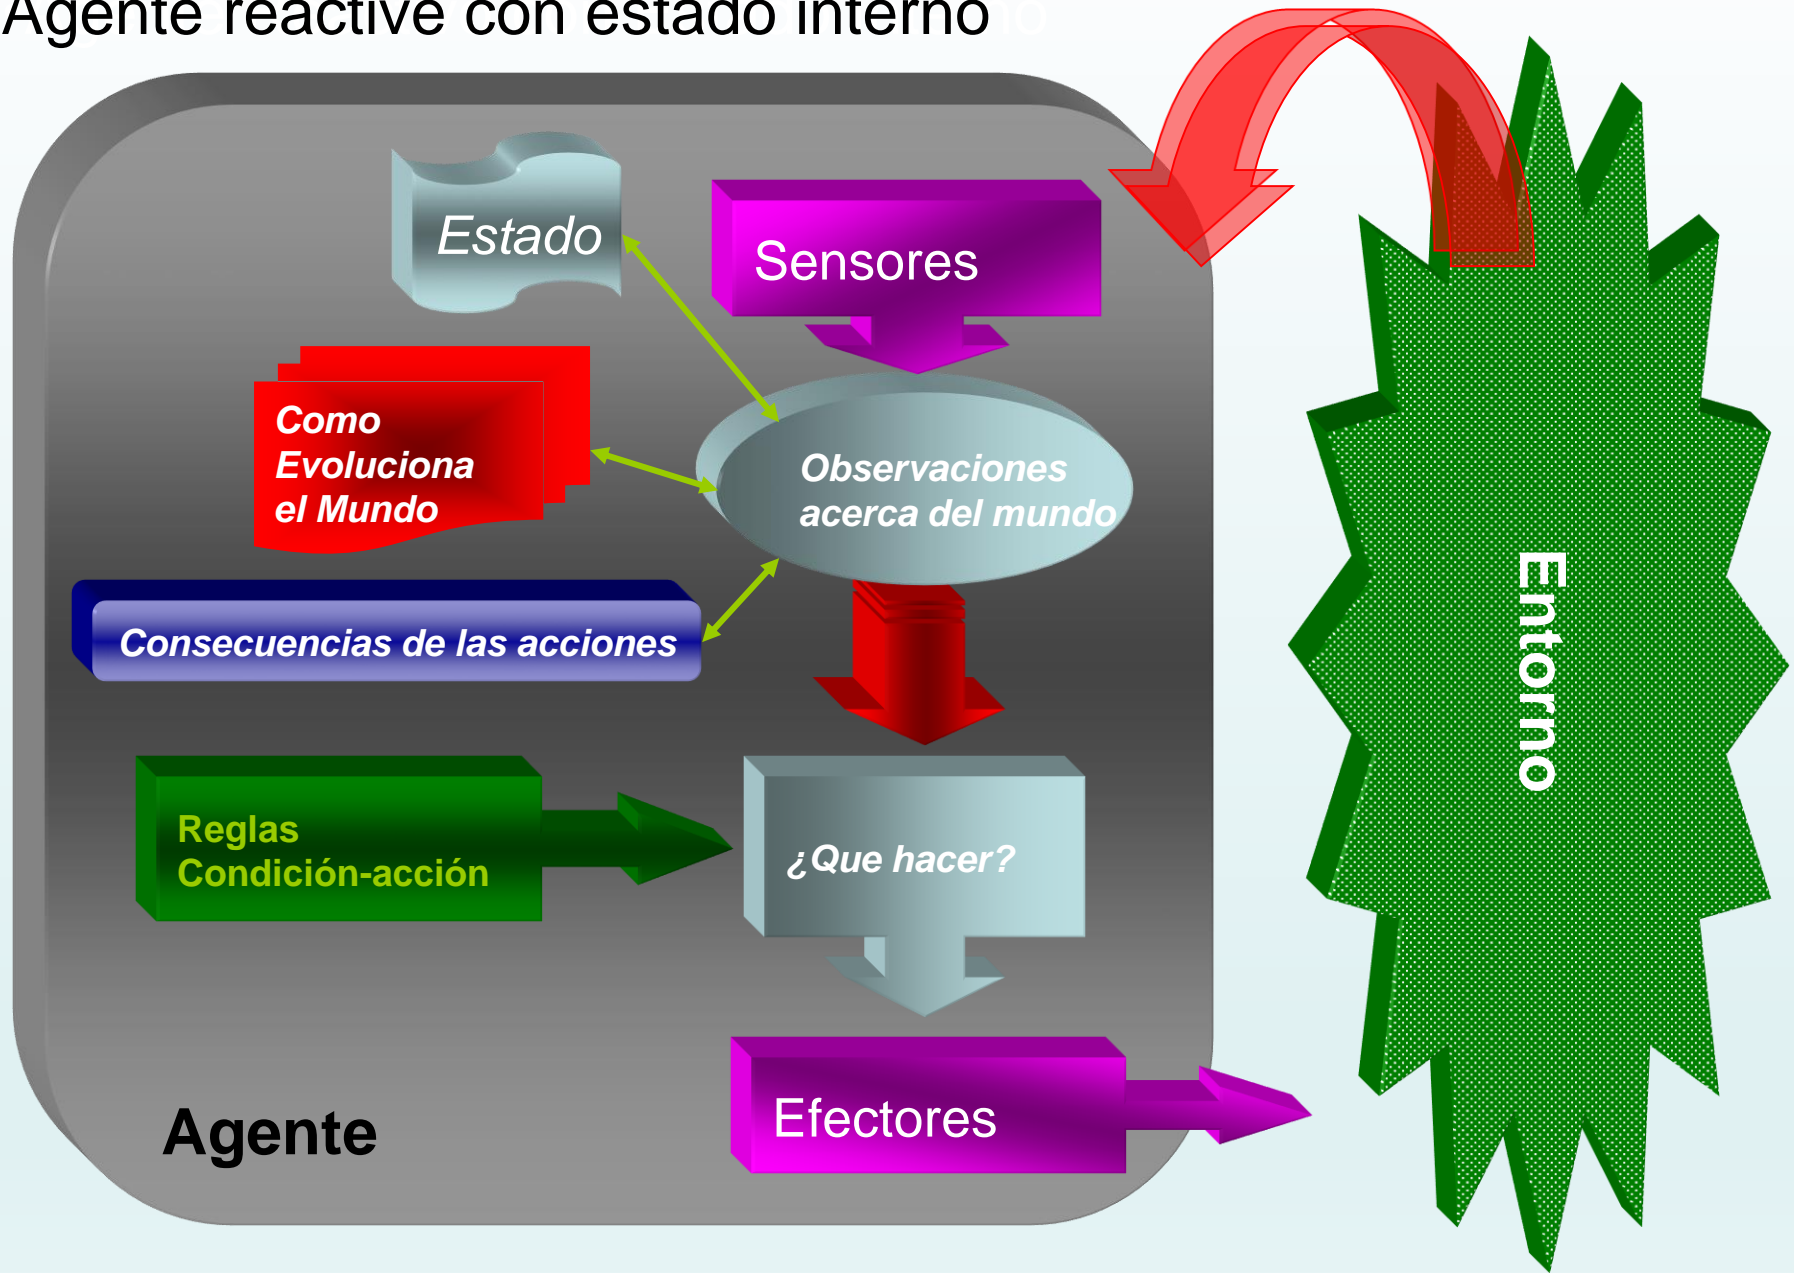 Agente reactive con estado interno
Estado
Sensores
Como
Evoluciona
el Mundo
Observaciones
acerca del mundo
Consecuencias de las acciones
Reglas
Condición-acción
¿Que hacer?
Efectores
Agente
Entorno